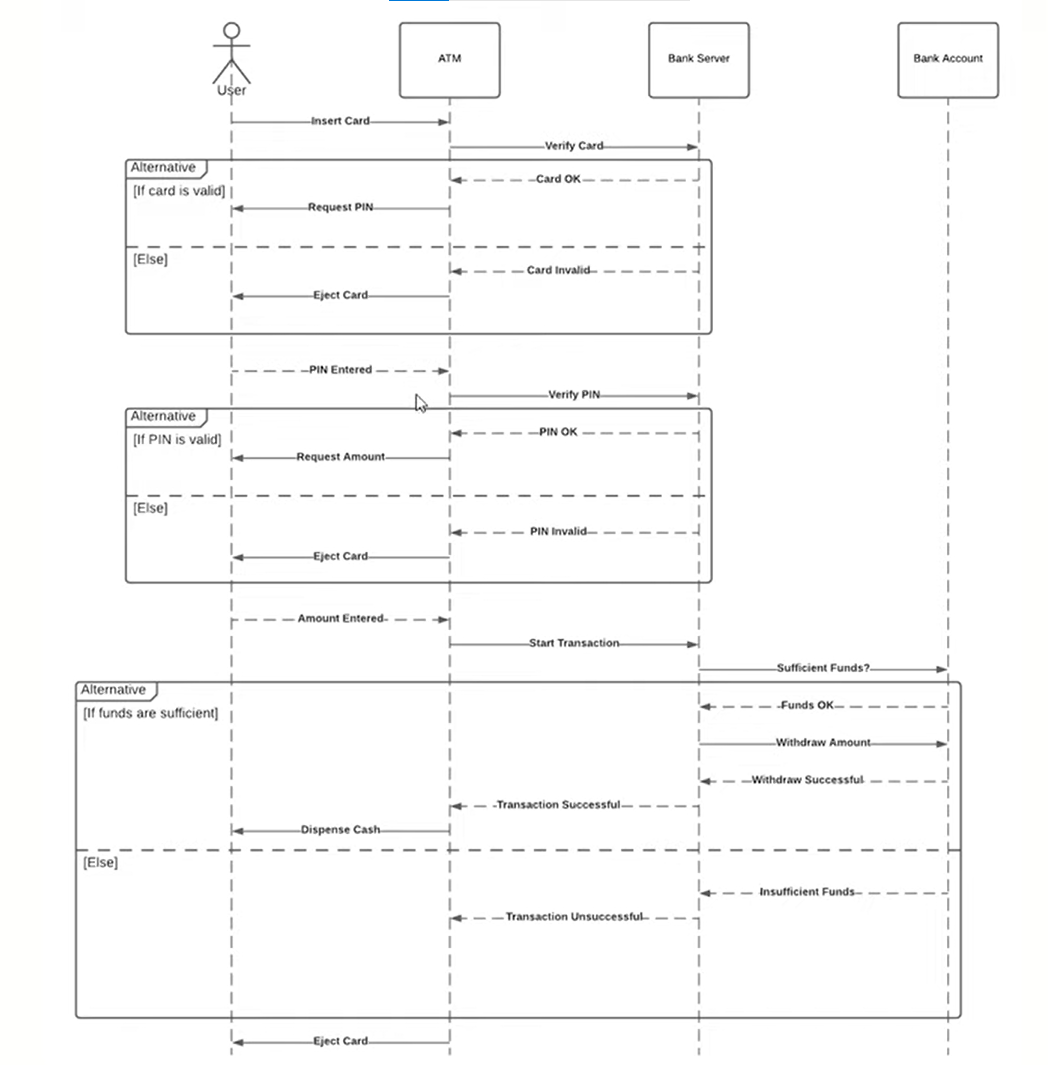 User
ATM
Bank Server
Bank Account
Insert Card
Verify Card
Alternative
[If card is valid]
Card OK
Request PIN
[Else]
Card Invalid
Eject Card
PIN Entered
Verify PIN
Alternative
[If PIN is valid]
PIN OK
Request Amount
[Else]
PIN Invalid
Eject Card
Amount Entered
Start Transaction
Sufficient Funds?
Alternative
[If funds are sufficient]
Funds OK
Withdraw Amount
Withdraw Successful
Transaction Successful
Dispense Cash
[Else]
Insufficient Funds
Transaction Unsuccessful
Eject Card